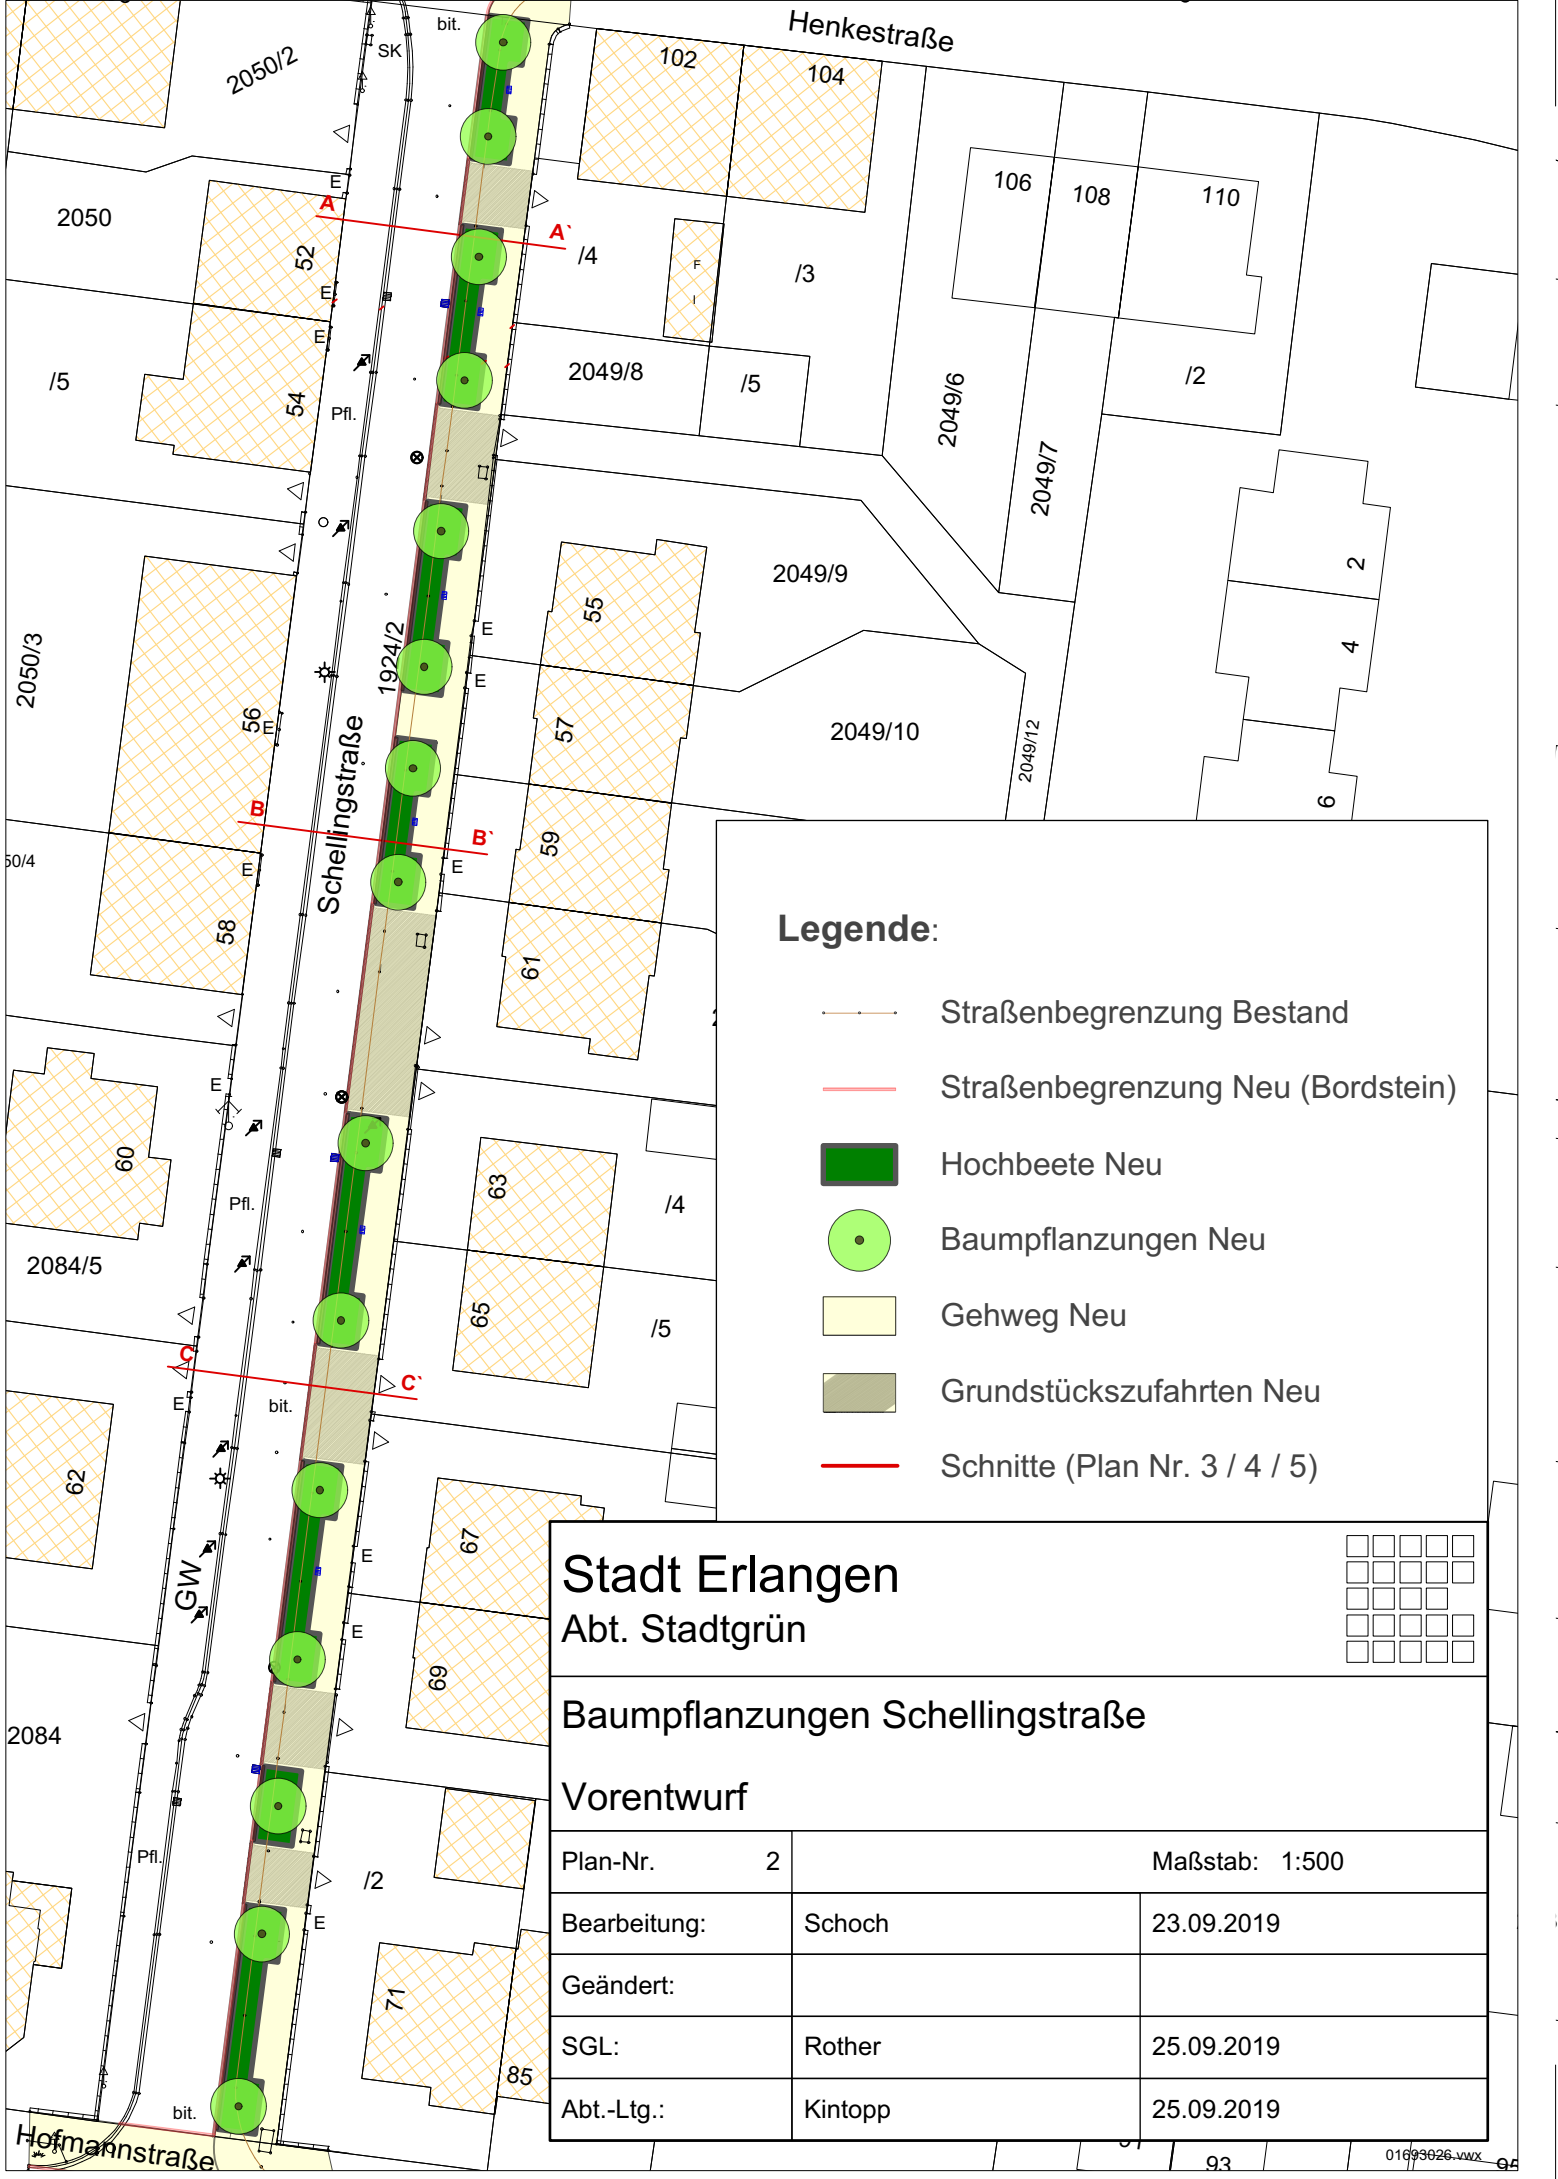 Henkestraße
bit.
SK
2050/2
102
104
E
A
A`
2050
52
/4
F
I
/3
106
108
110
E
E
/5
54
Pfl.
2049/8
/5
2049/6
/2
2049/7
2050/3
56
E
1924/2
Schellingstraße
E
E
55
57
2049/9
2049/10
2049/12
2
4
6
B
B`
50/4
E
58
E
59
61
E
60
Pfl.
2084/5
63
/4
65
/5
C
C`
E
bit.
62
GW
67
E
E
69
2084
Pfl.
/2
E
71
85
bit.
Hofmannstraße
93
Legende:
Straßenbegrenzung Bestand
Straßenbegrenzung Neu (Bordstein)
Hochbeete Neu
Baumpflanzungen Neu
Gehweg Neu
Grundstückszufahrten Neu
Schnitte (Plan Nr. 3 / 4 / 5)
Stadt Erlangen
Abt. Stadtgrün
Baumpflanzungen Schellingstraße
Vorentwurf
Plan-Nr. 2 Maßstab: 1:500
Bearbeitung: Schoch 23.09.2019
Geändert:
SGL: Rother 25.09.2019
Abt.-Ltg.: Kintopp 25.09.2019
01693026.vwx